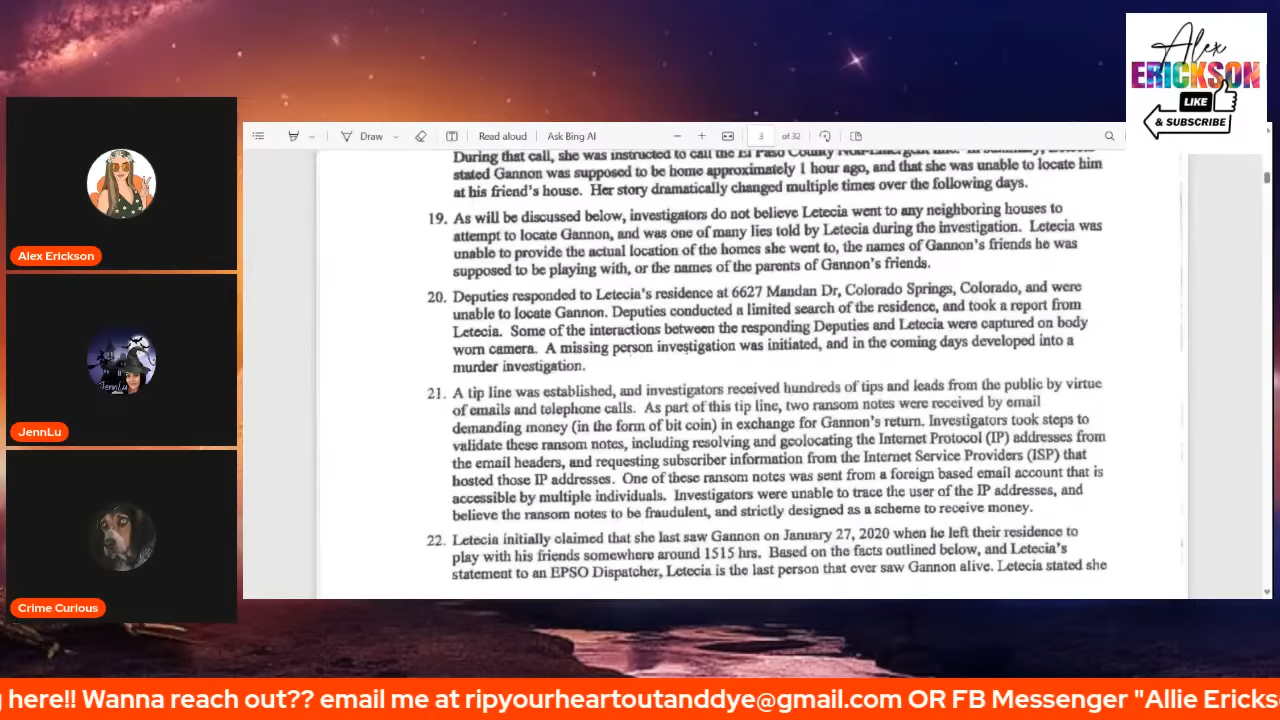 Alex
ERICKSON
LIKE
& SUBSCRIBE
Draw
Read aloud
Ask Bing AI
3
of 32
During that call, she was instructed to call the El Paso County
stated Gannon was supposed to be home approximately 1 hour ago, and that she was unable to locate him
at his friend's house. Her story dramatically changed multiple times over the following days.
19. As will be discussed below, investigators do not believe Letecia went to any neighboring houses to
attempt to locate Gannon, and was one of many lies told by Letecia during the investigation. Letecia was
unable to provide the actual location of the homes she went to, the names of Gannon's friends he was
supposed to be playing with, or the names of the parents of Gannon's friends.
20. Deputies responded to Letecia's residence at 6627 Mandan Dr, Colorado Springs, Colorado, and were
unable to locate Gannon. Deputies conducted a limited search of the residence, and took a report from
Letecia. Some of the interactions between the responding Deputies and Letecia were captured on body
worn camera. A missing person investigation was initiated, and in the coming days developed into a
murder investigation.
21. A tip line was established, and investigators received hundreds of tips and leads from the public by virtue
of emails and telephone calls. As part of this tip line, two ransom notes were received by email
demanding money (in the form of bit coin) in exchange for Gannon's return. Investigators took steps to
validate these ransom notes, including resolving and geolocating the Internet Protocol (IP) addresses from
the email headers, and requesting subscriber information from the Internet Service Providers (ISP) that
hosted those IP addresses. One of these ransom notes was sent from a foreign based email account that is
accessible by multiple individuals. Investigators were unable to trace the user of the IP addresses, and
believe the ransom notes to be fraudulent, and strictly designed as a scheme to receive money.
22. Letecia initially claimed that she last saw Gannon on January 27, 2020 when he left their residence to
play with his friends somewhere around 1515 hrs. Based on the facts outlined below, and Letecia's
statement to an EPSO Dispatcher, Letecia is the last person that ever saw Gannon alive. Letecia stated she
Alex Erickson
JennLu
JennLu
Crime Curious
here!! Wanna reach out?? email me at ripyourheartoutanddye@gmail.com OR FB Messenger "Allie Ericks